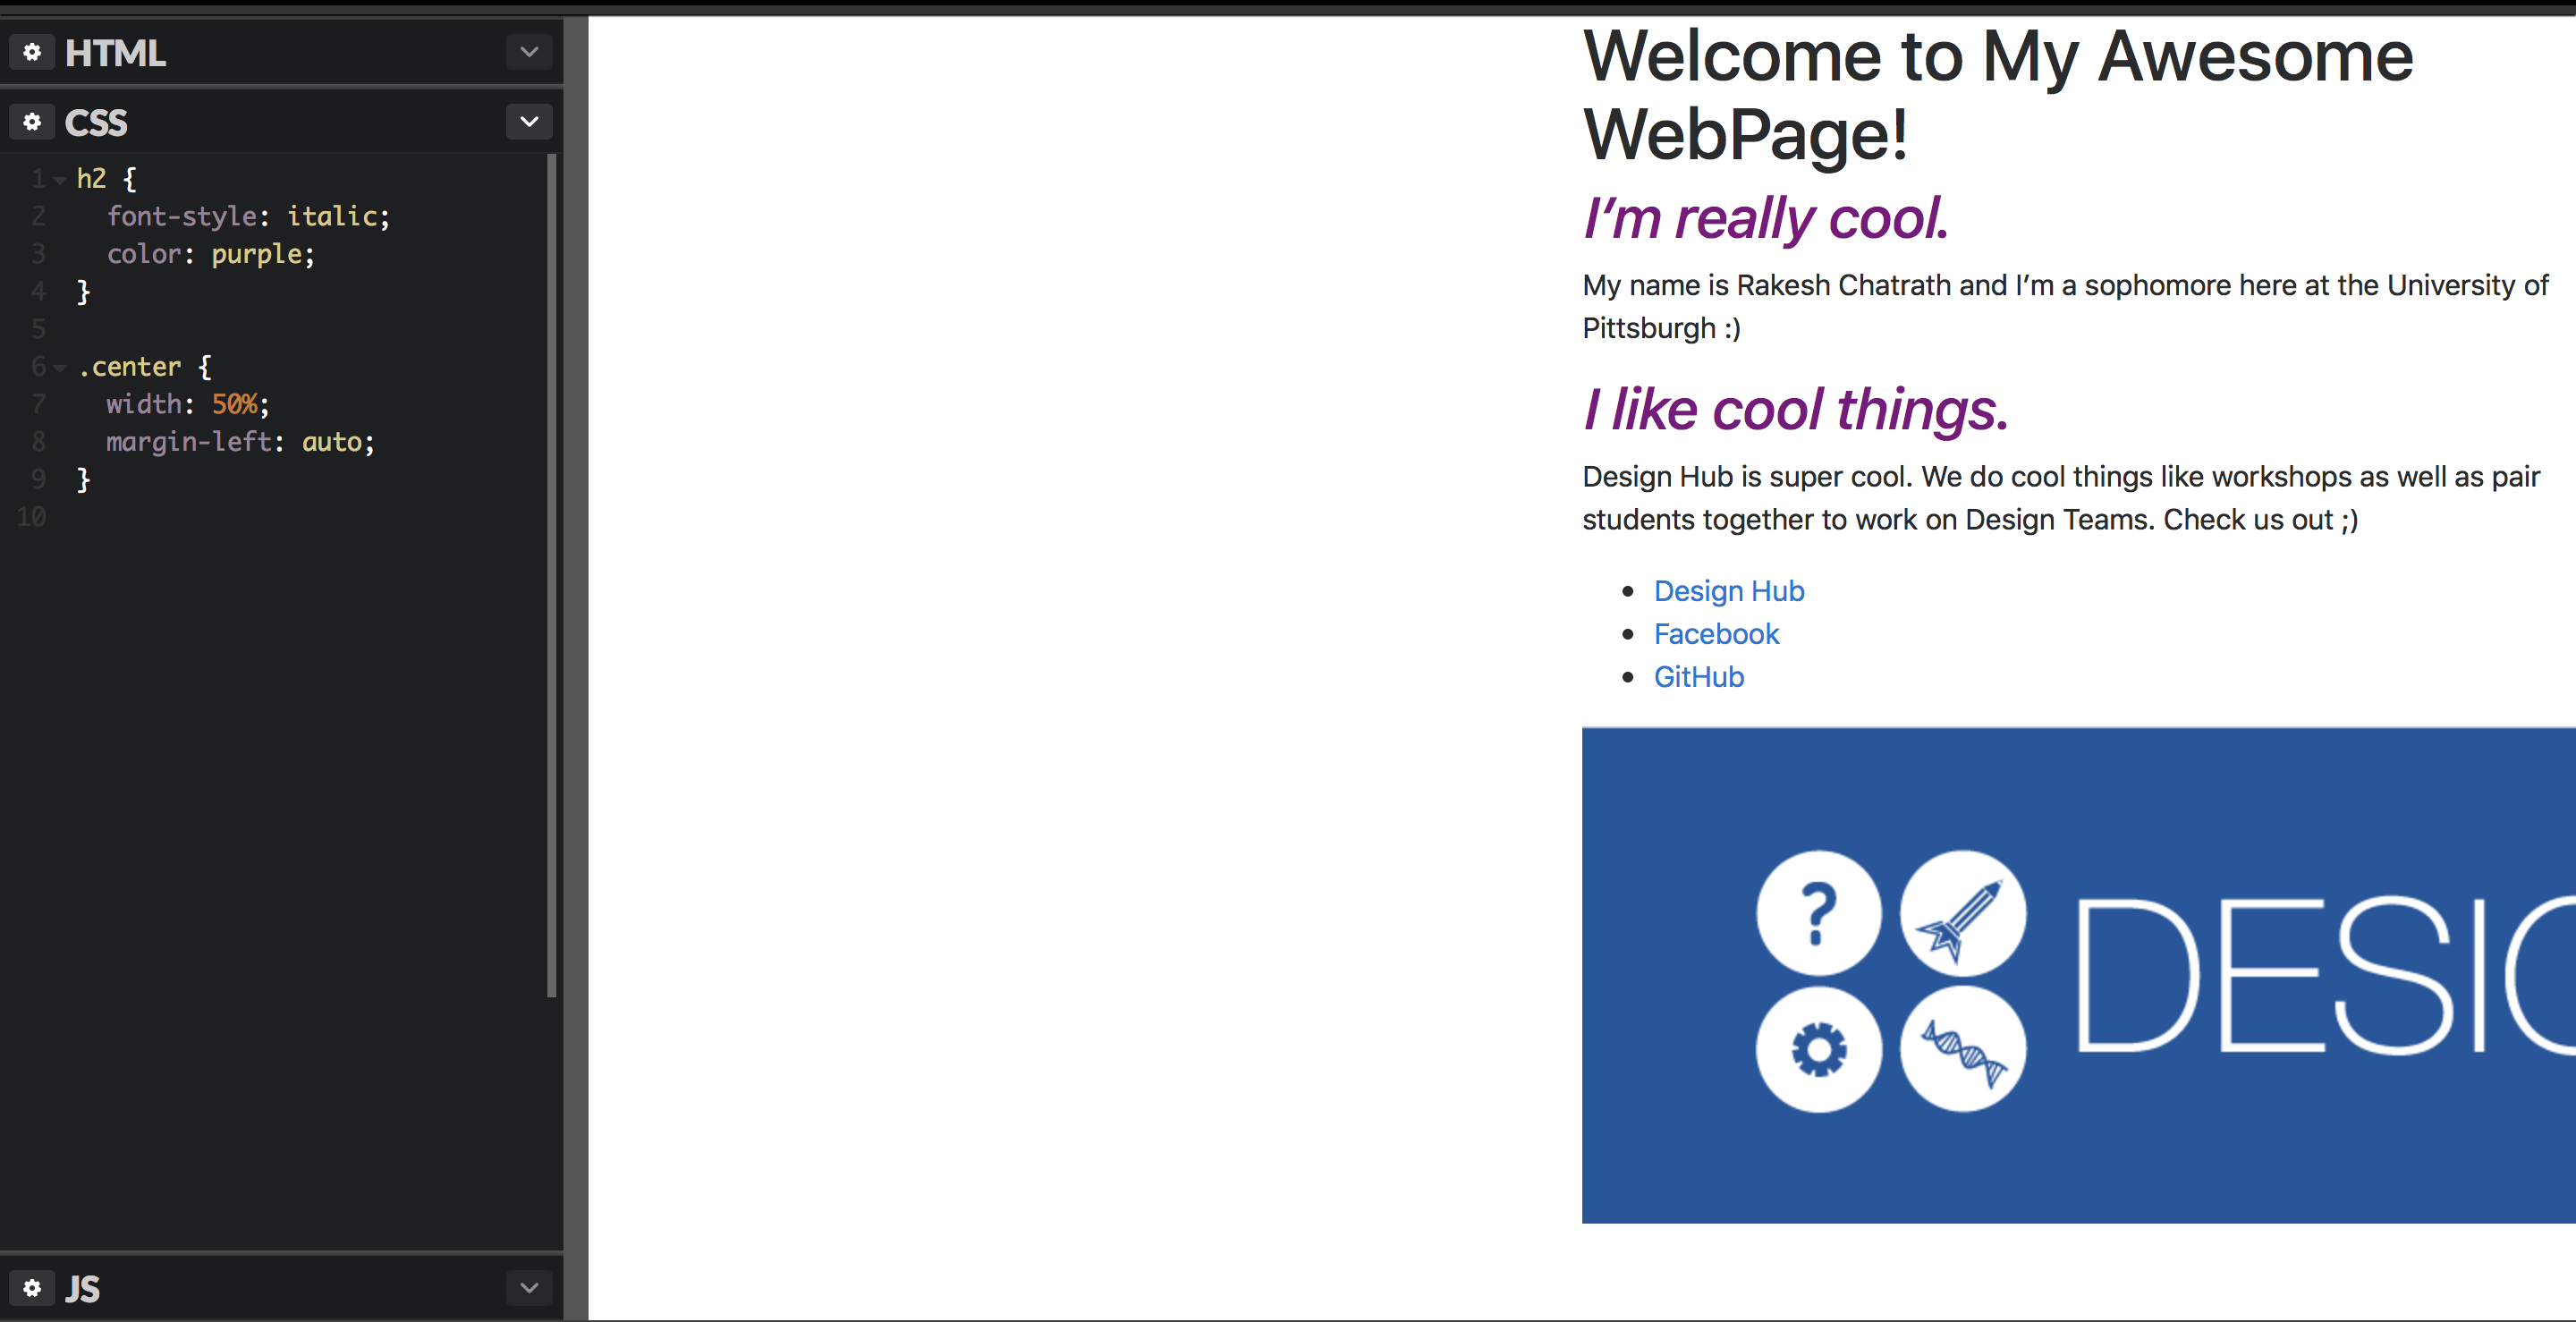 HTML
CSS
1 h2 {
2 font-style: italic;
3 color: purple;
4 }
5
6 .center {
7 width: 50%;
8 margin-left: auto;
9 }
10
JS
Welcome to My Awesome
WebPage!
I’m really cool.
My name is Rakesh Chatrath and I’m a sophomore here at the University of
Pittsburgh :)
I like cool things.
Design Hub is super cool. We do cool things like workshops as well as pair
students together to work on Design Teams. Check us out ;)
• Design Hub
• Facebook
• GitHub
?
DESI